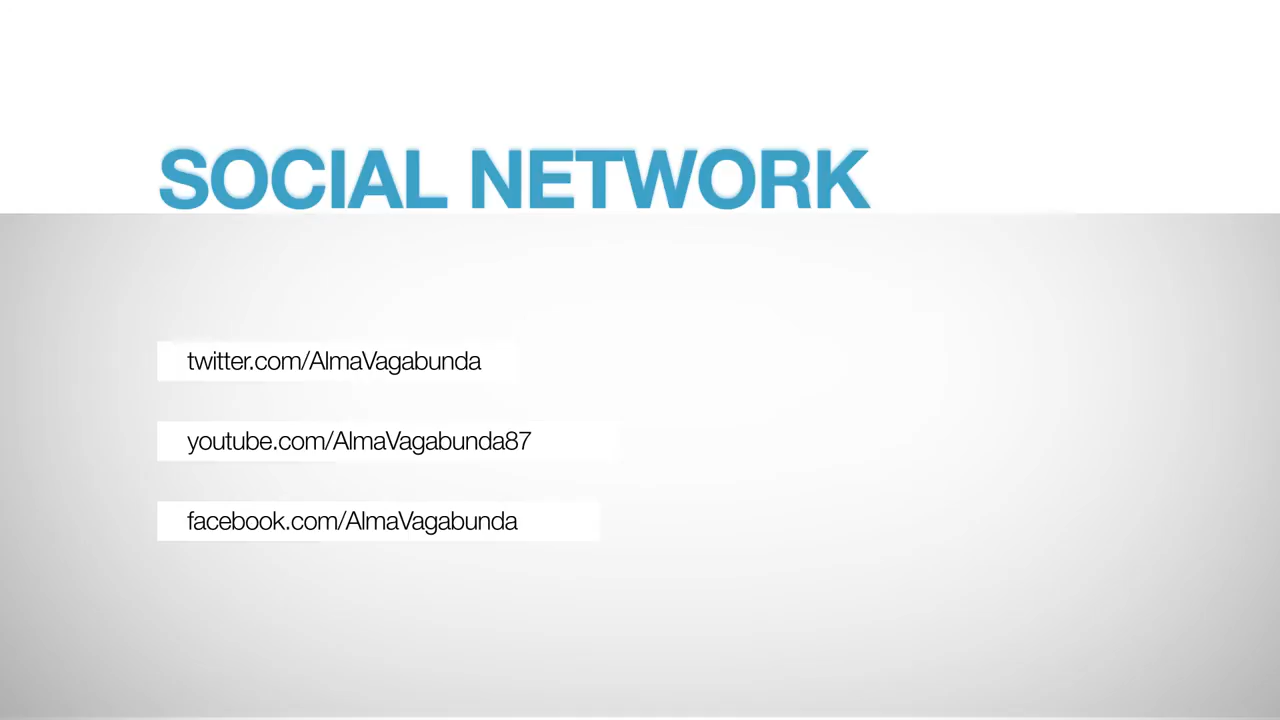 SOCIAL NETWORK
twitter.com/AlmaVagabunda
youtube.com/AlmaVagabunda87
facebook.com/AlmaVagabunda